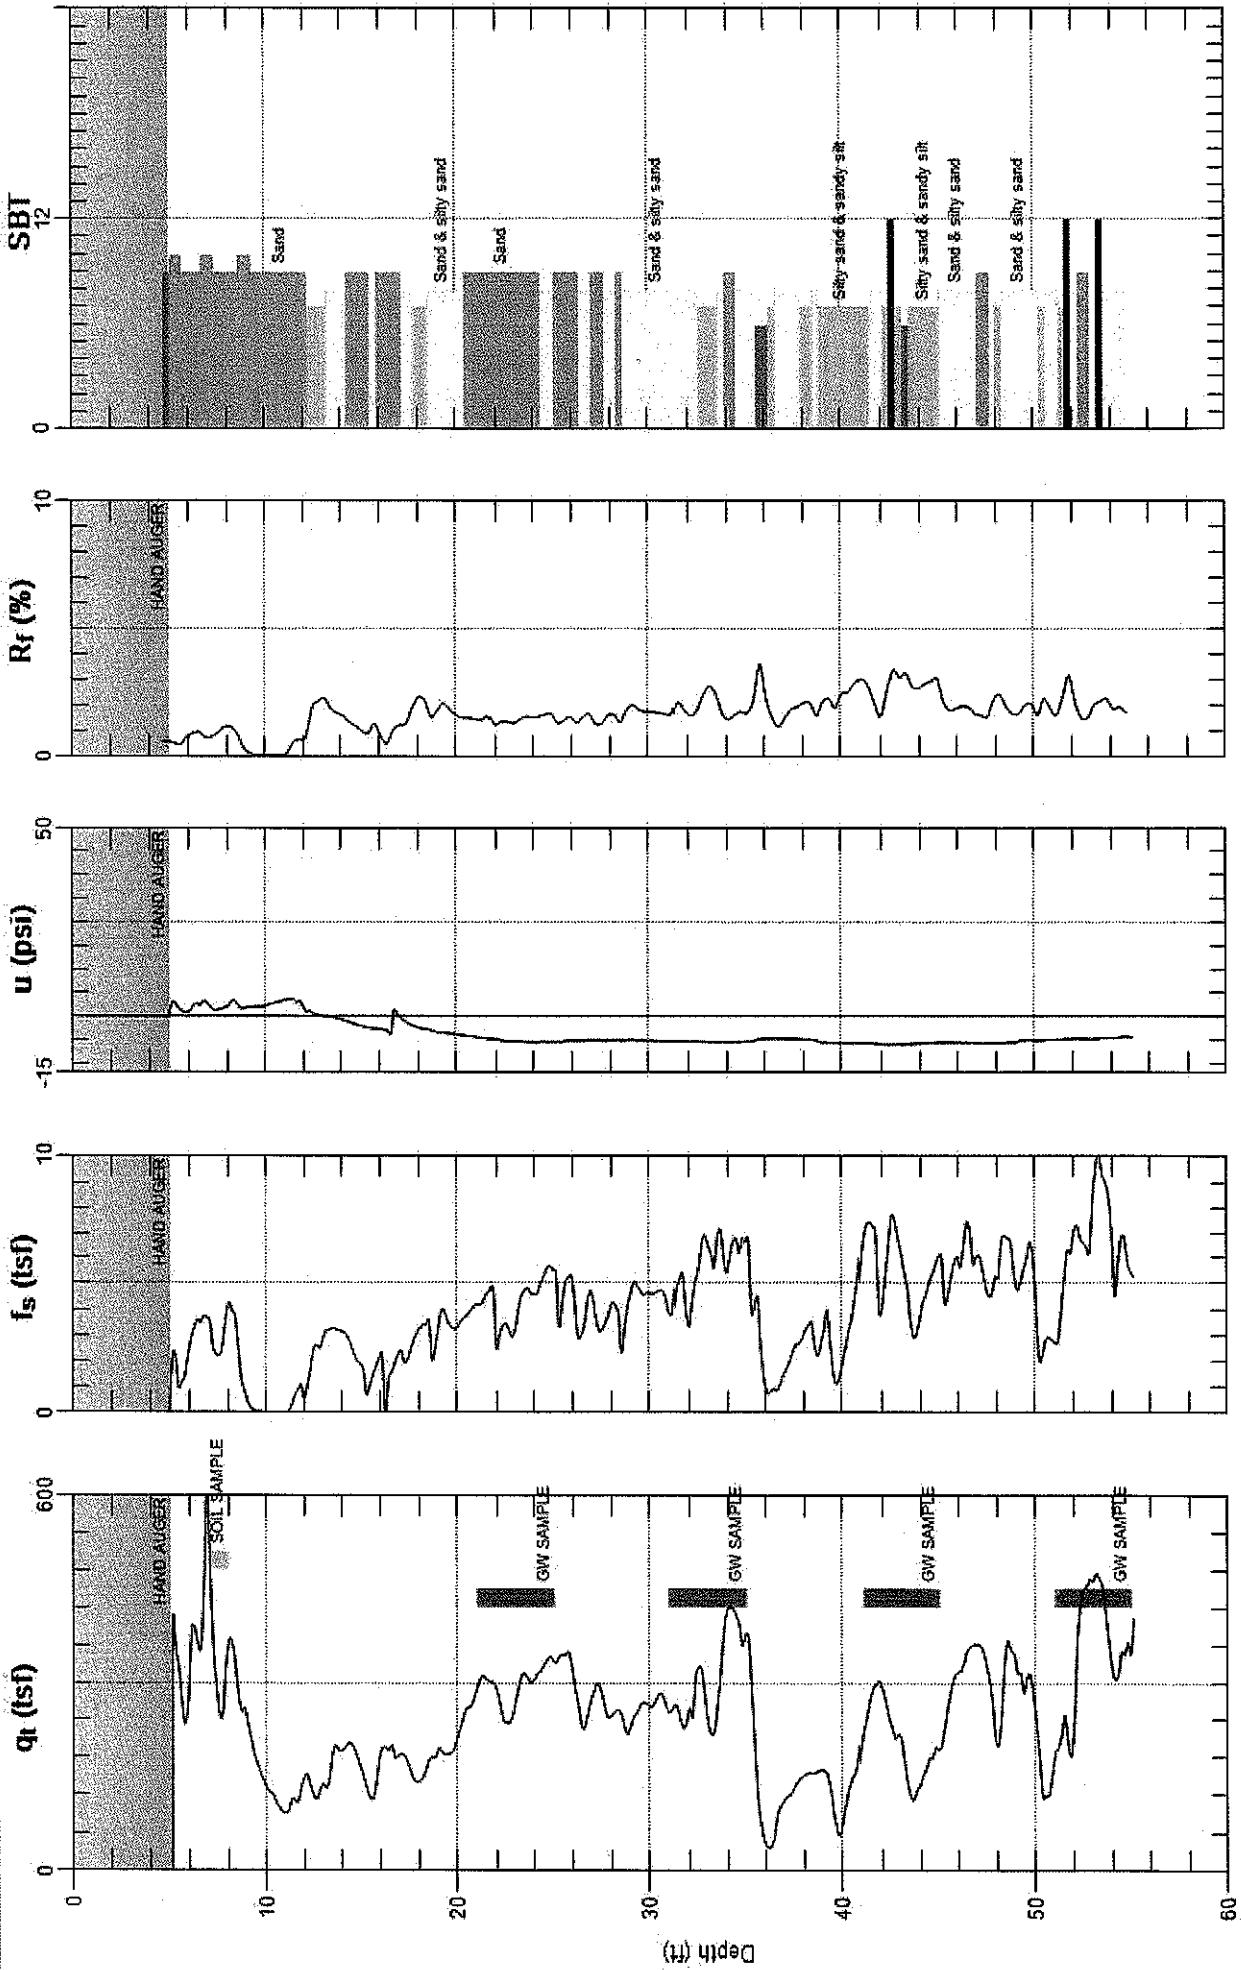 qt (tsf)
fs (tsf)
u (psi)
Rf (%)
SBT
0
600
0
10
-15
50
0
10
0
12
Depth (ft)
0
HAND AUGER
HAND AUGER
HAND AUGER
HAND AUGER
SOIL SAMPLE
10
Sand
20
Sand & silty sand
GW SAMPLE
Sand
30
Sand & silty sand
GW SAMPLE
40
Silty sand & sandy silt
GW SAMPLE
Silty sand & sandy silt
Sand & silty sand
50
Sand & silty sand
GW SAMPLE
60